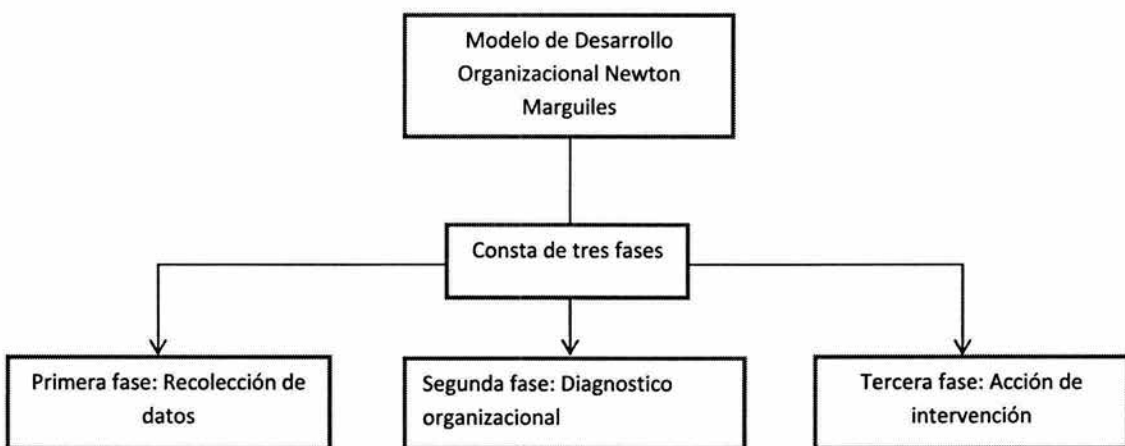 Modelo de Desarrollo
Organizacional Newton
Marguiles
Consta de tres fases
Primera fase: Recolección de
datos
Segunda fase: Diagnostico
organizacional
Tercera fase: Acción de
intervención